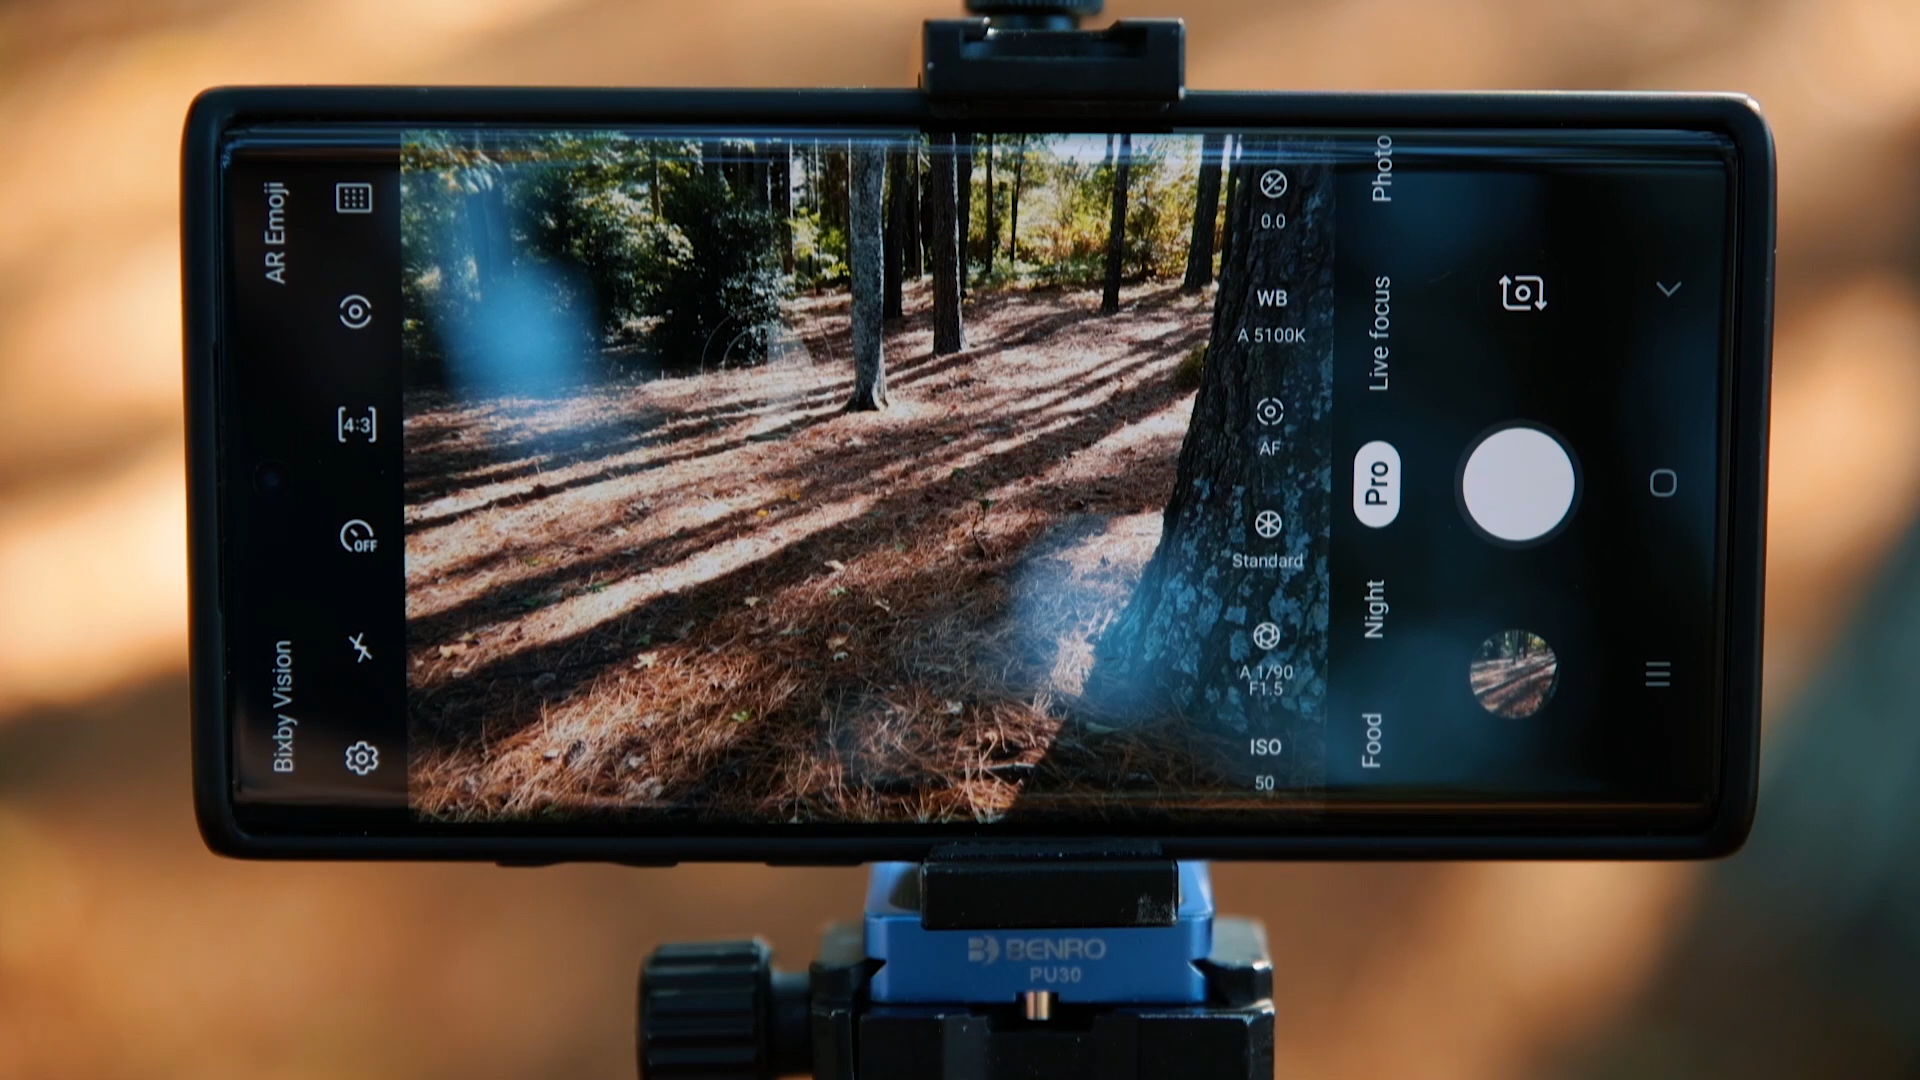 AR Emoji
4:3
OFF
Bixby Vision
0.0
WB
A 5100K
AF
Standard
A 1/90
F1.5
ISO
50
Photo
Live focus
Pro
Night
Food
BENRO
PU30